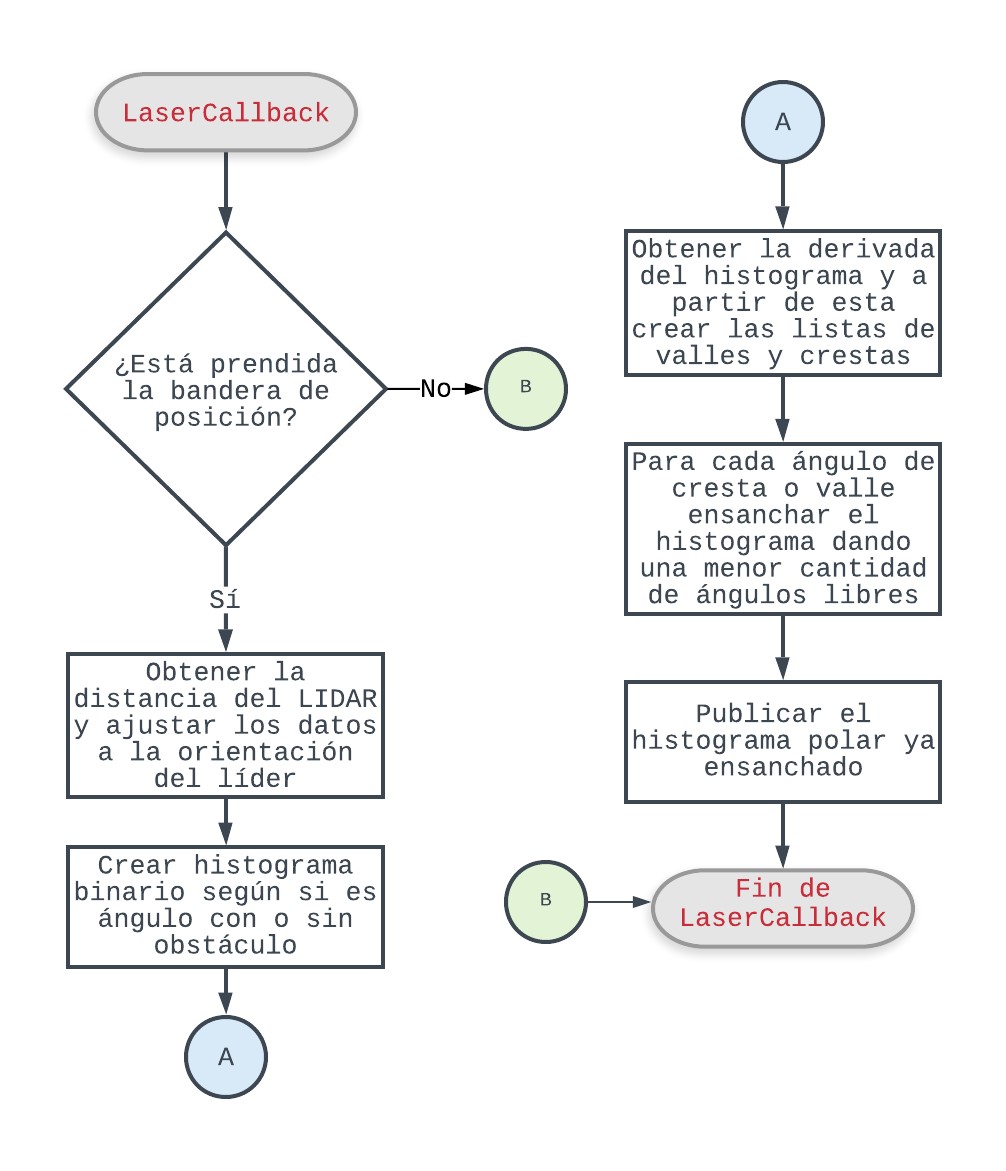 LaserCallback
¿Está prendida
la bandera de
posición?
No
B
Sí
Obtener la
distancia del LIDAR
y ajustar los datos
a la orientación
del líder
Crear histograma
binario según si es
ángulo con o sin
obstáculo
A
A
Obtener la derivada
del histograma y a
partir de esta
crear las listas de
valles y crestas
Para cada ángulo de
cresta o valle
ensanchar el
histograma dando
una menor cantidad
de ángulos libres
Publicar el
histograma polar ya
ensanchado
B
Fin de
LaserCallback